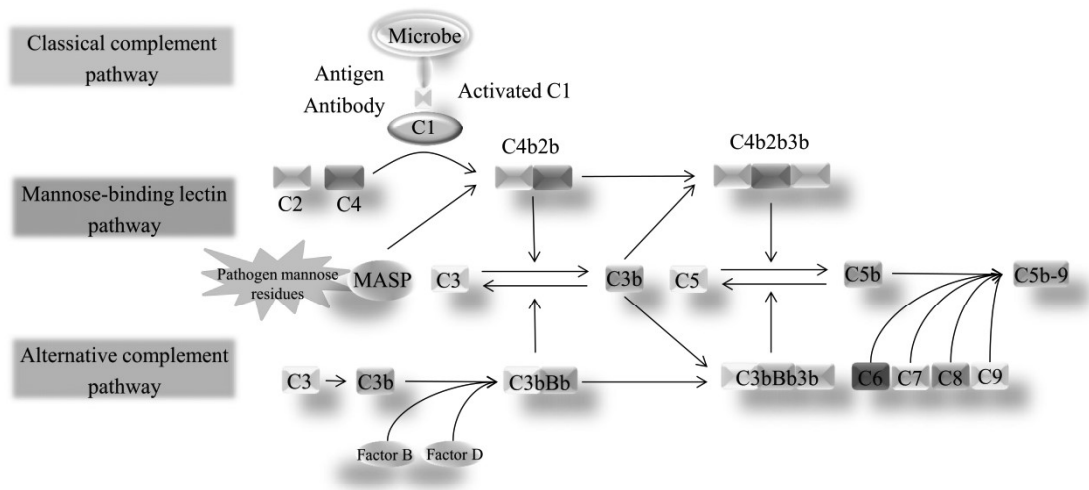 Classical complement
pathway
Microbe
Antigen
Antibody
Activated C1
C1
Mannose-binding lectin
pathway
C2
C4
C4b2b
C4b2b3b
Pathogen mannose
residues
MASP
C3
C3b
C5
C5b
C5b-9
Alternative complement
pathway
C3
C3b
C3bBb
C3bBb3b
C6
C7
C8
C9
Factor B
Factor D